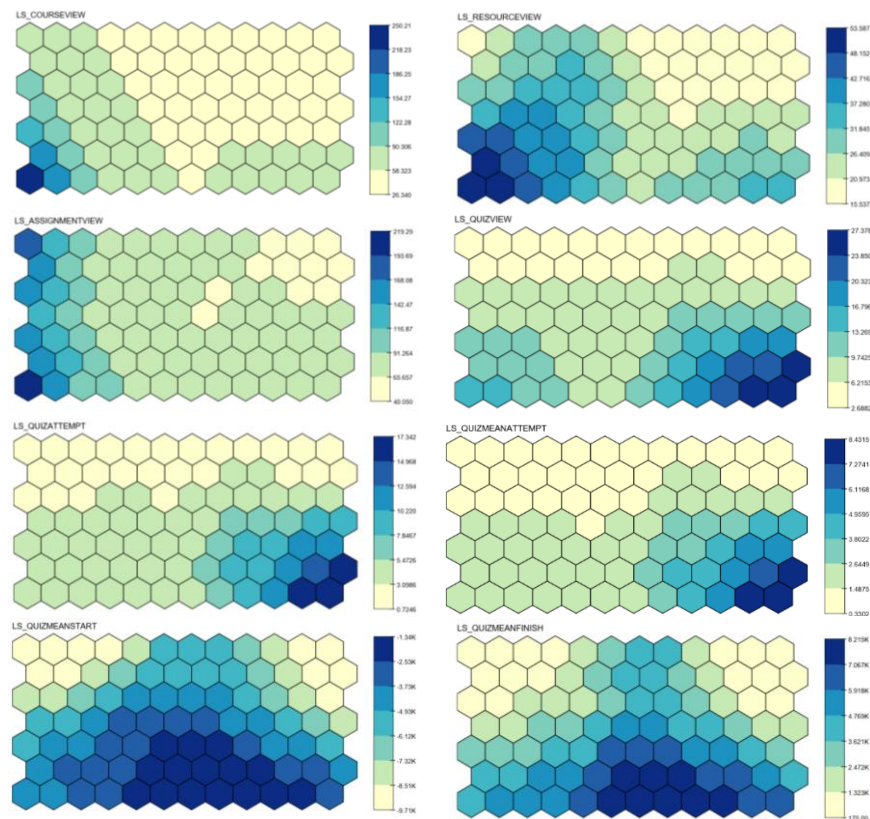 LS_COURSEVIEW
250.21
218.23
186.25
154.27
122.28
90.306
58.323
26.340
LS_RESOURCEVIEW
53.587
48.152
42.716
37.280
31.845
26.409
20.973
15.537
LS_ASSIGNMENTVIEW
219.29
193.69
168.08
142.47
116.87
91.264
65.657
40.050
LS_QUIZVIEW
27.376
23.850
20.323
16.796
13.269
9.7425
6.2153
2.6882
LS_QUIZATTEMPT
17.342
14.968
12.594
10.220
7.8467
5.4726
3.0986
0.7246
LS_QUIZMEANATTEMPT
8.4315
7.2741
6.1168
4.9595
3.8022
2.6449
1.4875
0.3302
LS_QUIZMEANSTART
-1.34K
-2.53K
-3.73K
-4.93K
-6.12K
-7.32K
-8.51K
-9.71K
LS_QUIZMEANFINISH
8.215K
7.067K
5.918K
4.769K
3.621K
2.472K
1.323K